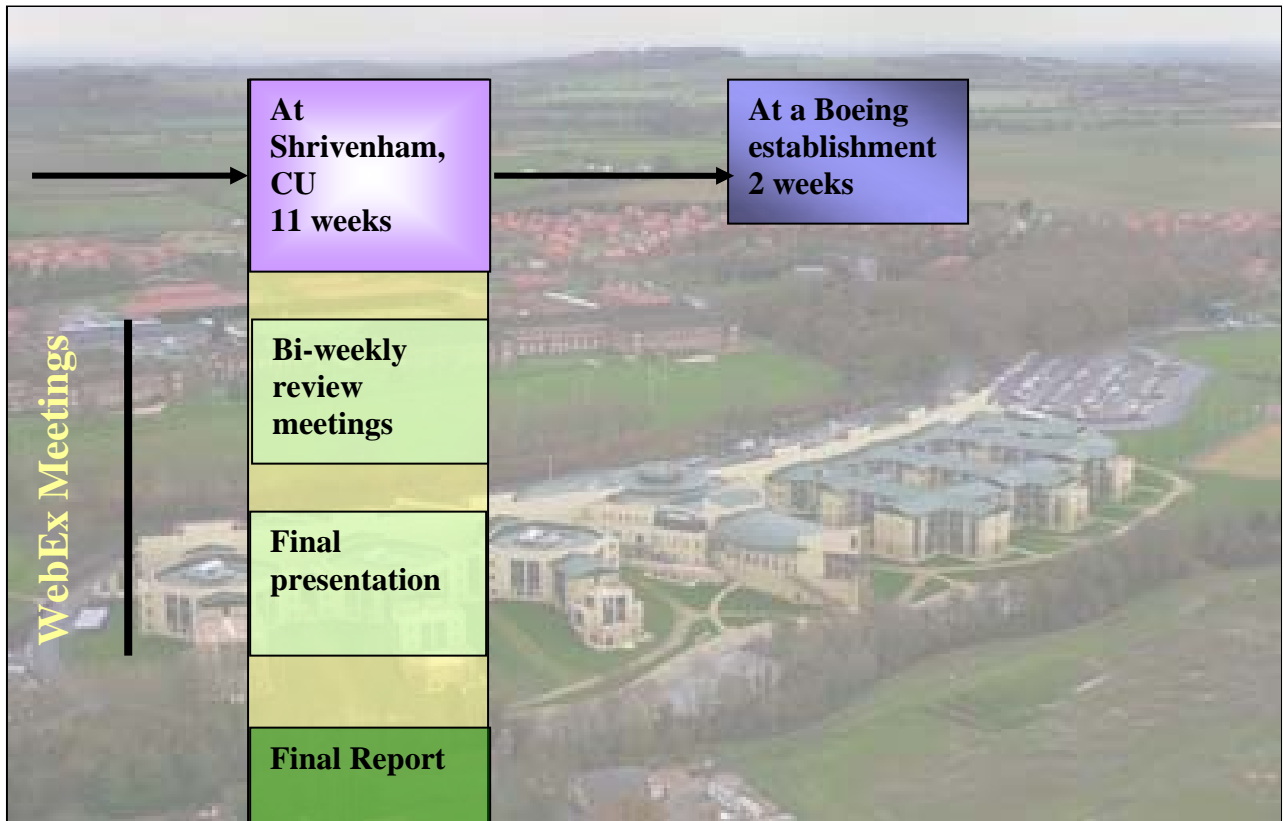 At
Shrivenham,
CU
11 weeks
At a Boeing
establishment
2 weeks
WebEx Meetings
Bi-weekly
review
meetings
Final
presentation
Final Report